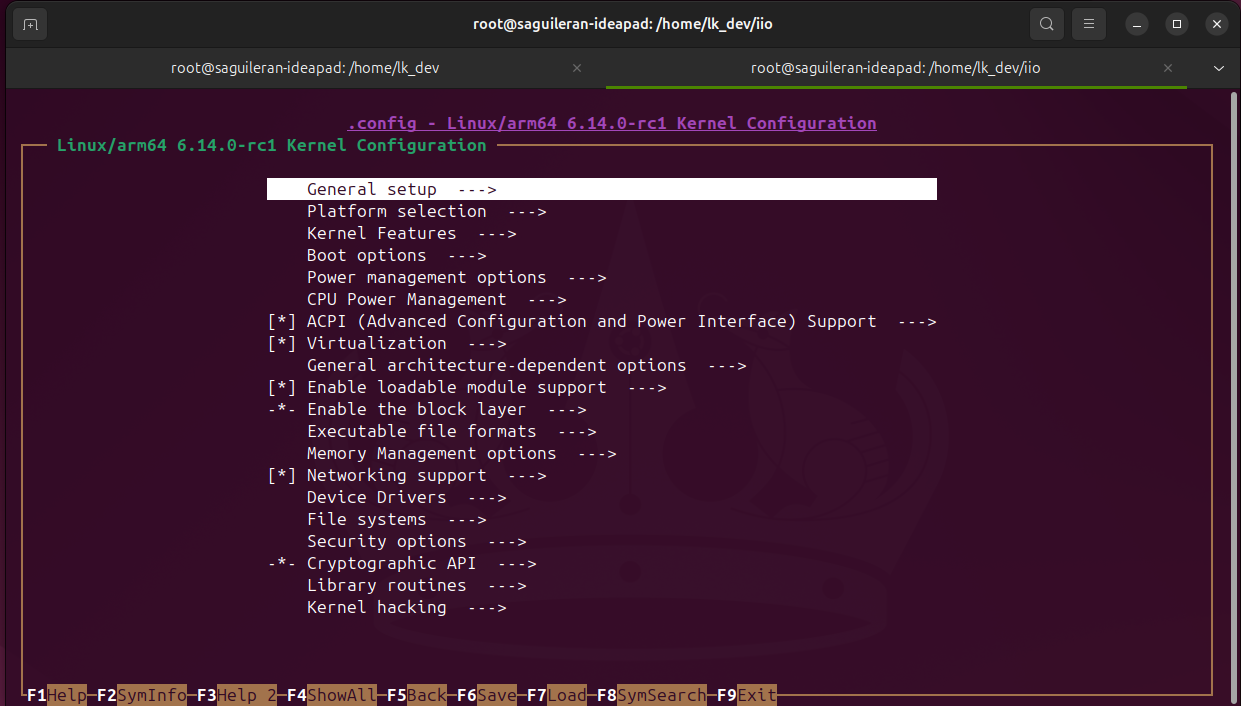 root@saguileran-ideapad: /home/lk_dev/iio
root@saguileran-ideapad: /home/lk_dev
root@saguileran-ideapad: /home/lk_dev/iio
.config - Linux/arm64 6.14.0-rc1 Kernel Configuration
Linux/arm64 6.14.0-rc1 Kernel Configuration
General setup  --->
Platform selection  --->
Kernel Features  --->
Boot options  --->
Power management options  --->
CPU Power Management  --->
[*] ACPI (Advanced Configuration and Power Interface) Support  --->
[*] Virtualization  --->
General architecture-dependent options  --->
[*] Enable loadable module support  --->
-*- Enable the block layer  --->
Executable file formats  --->
Memory Management options  --->
[*] Networking support  --->
Device Drivers  --->
File systems  --->
Security options  --->
-*- Cryptographic API  --->
Library routines  --->
Kernel hacking  --->
F1Help F2SymInfo F3Help 2 F4ShowAll F5Back F6Save F7Load F8SymSearch F9Exit